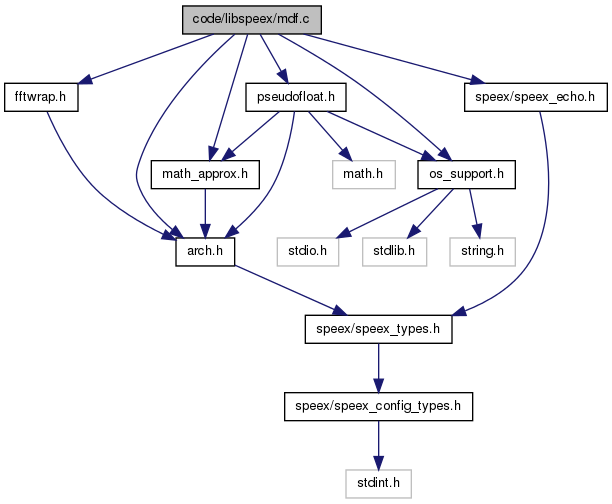 code/libspeex/mdf.c
fftwrap.h
pseudofloat.h
speex/speex_echo.h
math_approx.h
math.h
os_support.h
arch.h
stdio.h
stdlib.h
string.h
speex/speex_types.h
speex/speex_config_types.h
stdint.h